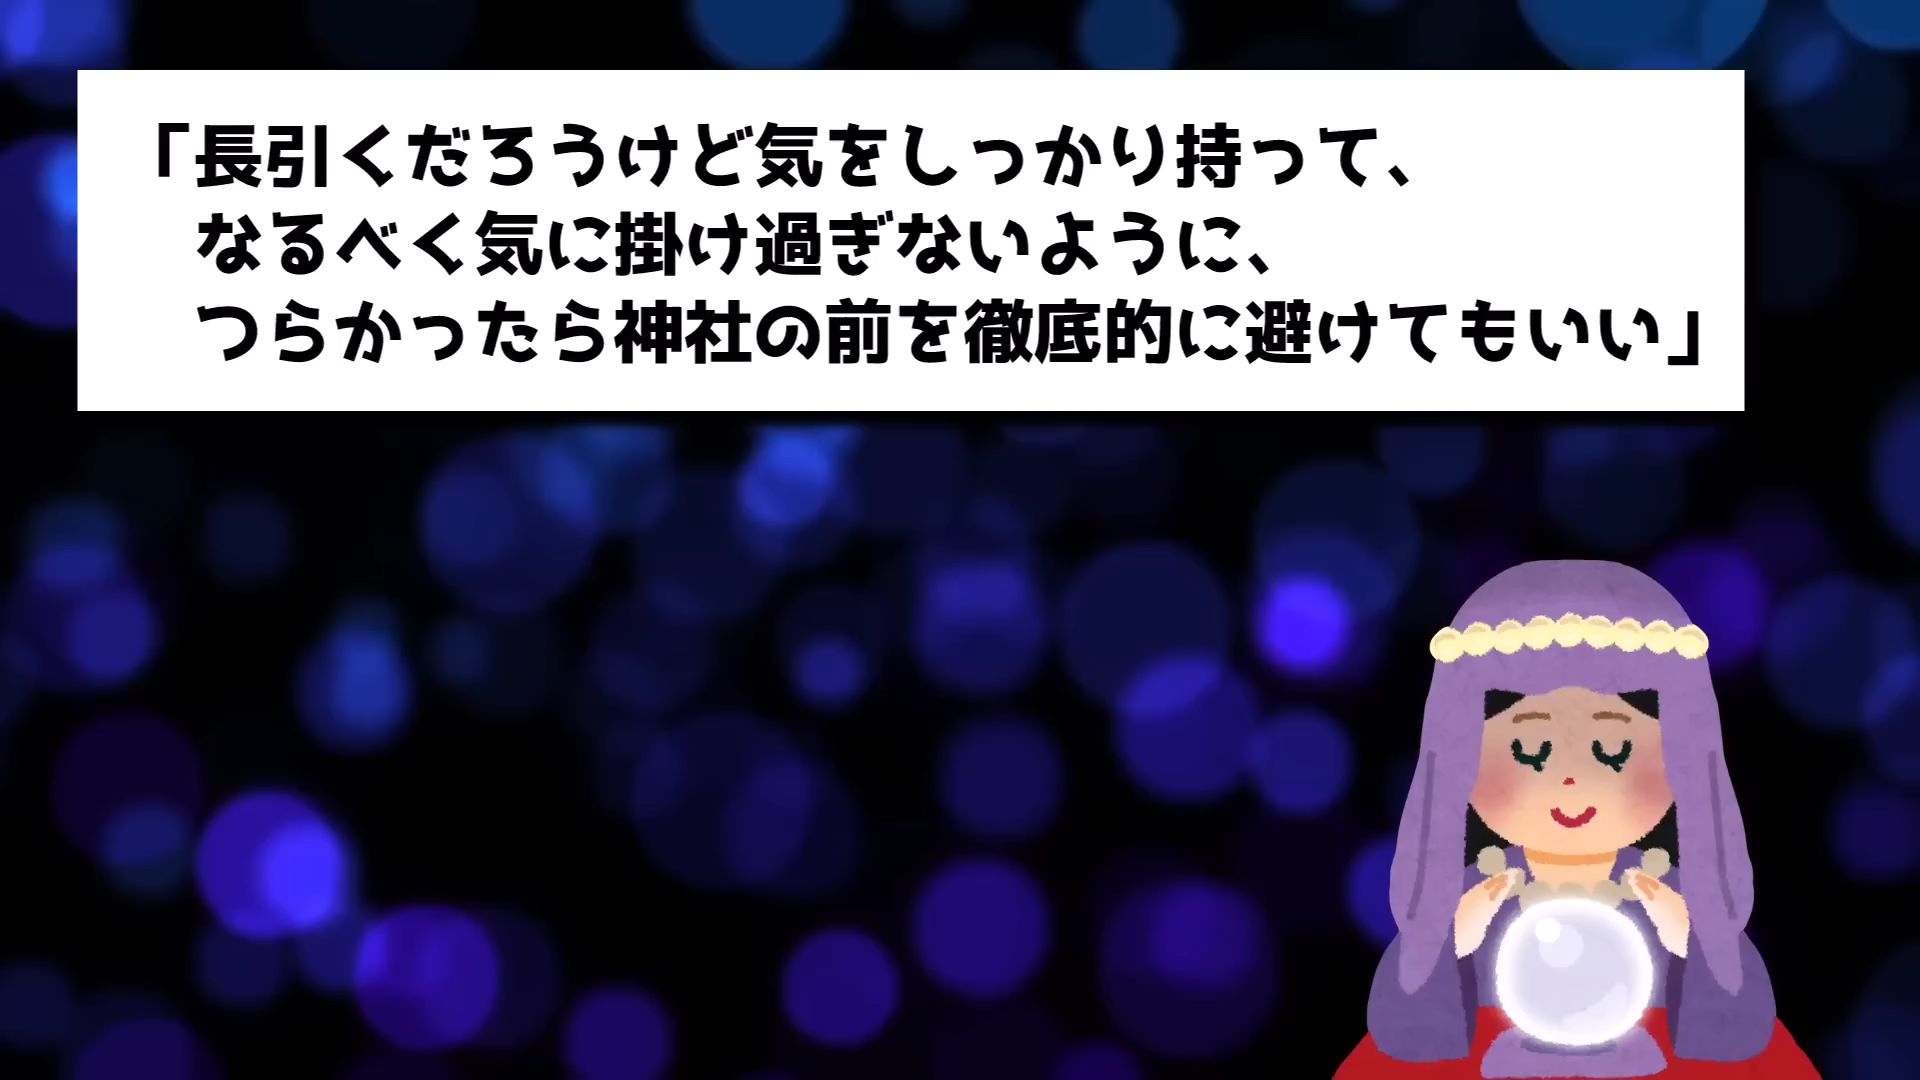 「長引くだろうけど気をしっかり持って、
なるべく気に掛け過ぎないように、
つらかったら神社の前を徹底的に避けてもいい」